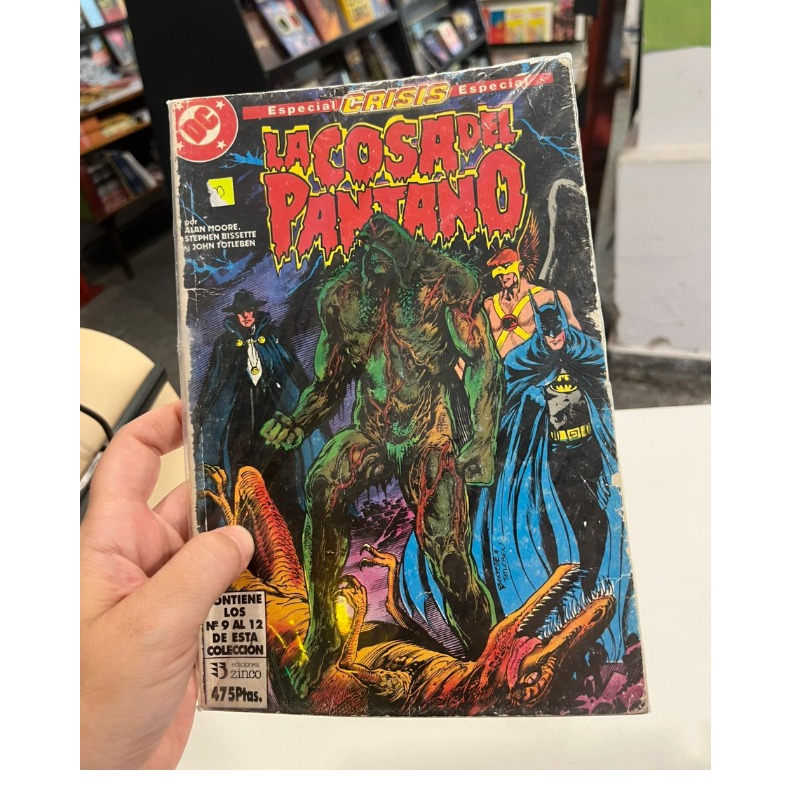 DC
Especial CRISIS Especial
LA COSA DEL
PANTANO
por
ALAN MOORE,
STEPHEN BISSETTE
y JOHN TOTLEBEN
CONTIENE
LOS
Nº 9 AL 12
DE ESTA
COLECCIÓN
ediciones
zinco
475Ptas.